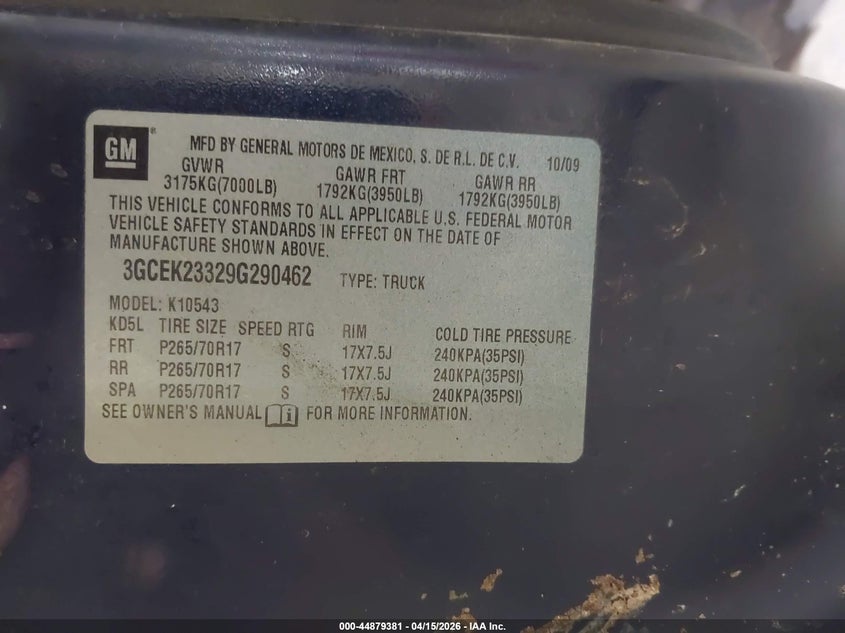 GM ® MFD BY GENERAL MOTORS DE MEXICO, S. DE R.L. DE C.V. 10/09
GVWR GAWR FRT GAWR RR
3175KG(7000LB) 1792KG(3950LB) 1792KG(3950LB)
THIS VEHICLE CONFORMS TO ALL APPLICABLE U.S. FEDERAL MOTOR
VEHICLE SAFETY STANDARDS IN EFFECT ON THE DATE OF
MANUFACTURE SHOWN ABOVE.
3GCEK23329G290462 TYPE: TRUCK
MODEL: K10543
KD5L TIRE SIZE SPEED RTG RIM COLD TIRE PRESSURE
FRT P265/70R17 S 17X7.5J 240KPA(35PSI)
RR P265/70R17 S 17X7.5J 240KPA(35PSI)
SPA P265/70R17 S 17X7.5J 240KPA(35PSI)
SEE OWNER'S MANUAL i FOR MORE INFORMATION.
000-44879381 - 04/15/2026 - IAA Inc.